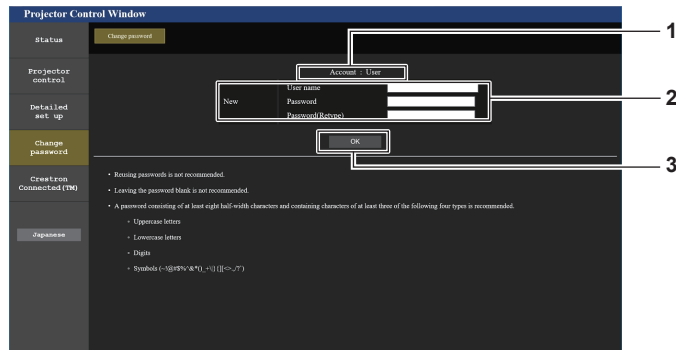 Projector Control Window
Status
Change password
1
Projector
control
Account : User
User name
New
Password
Password(Retype)
2
Detailed
set up
Change
password
OK
3
Crestron
Connected(TM)
• Reusing passwords is not recommended.
• Leaving the password blank is not recommended.
• A password consisting of at least eight half-width characters and containing characters of at least three of the following four types is recommended.
Uppercase letters
Japanese
Lowercase letters
Digits
Symbols (~!@#$%^&*()_+\|} {][<>.,/?`)